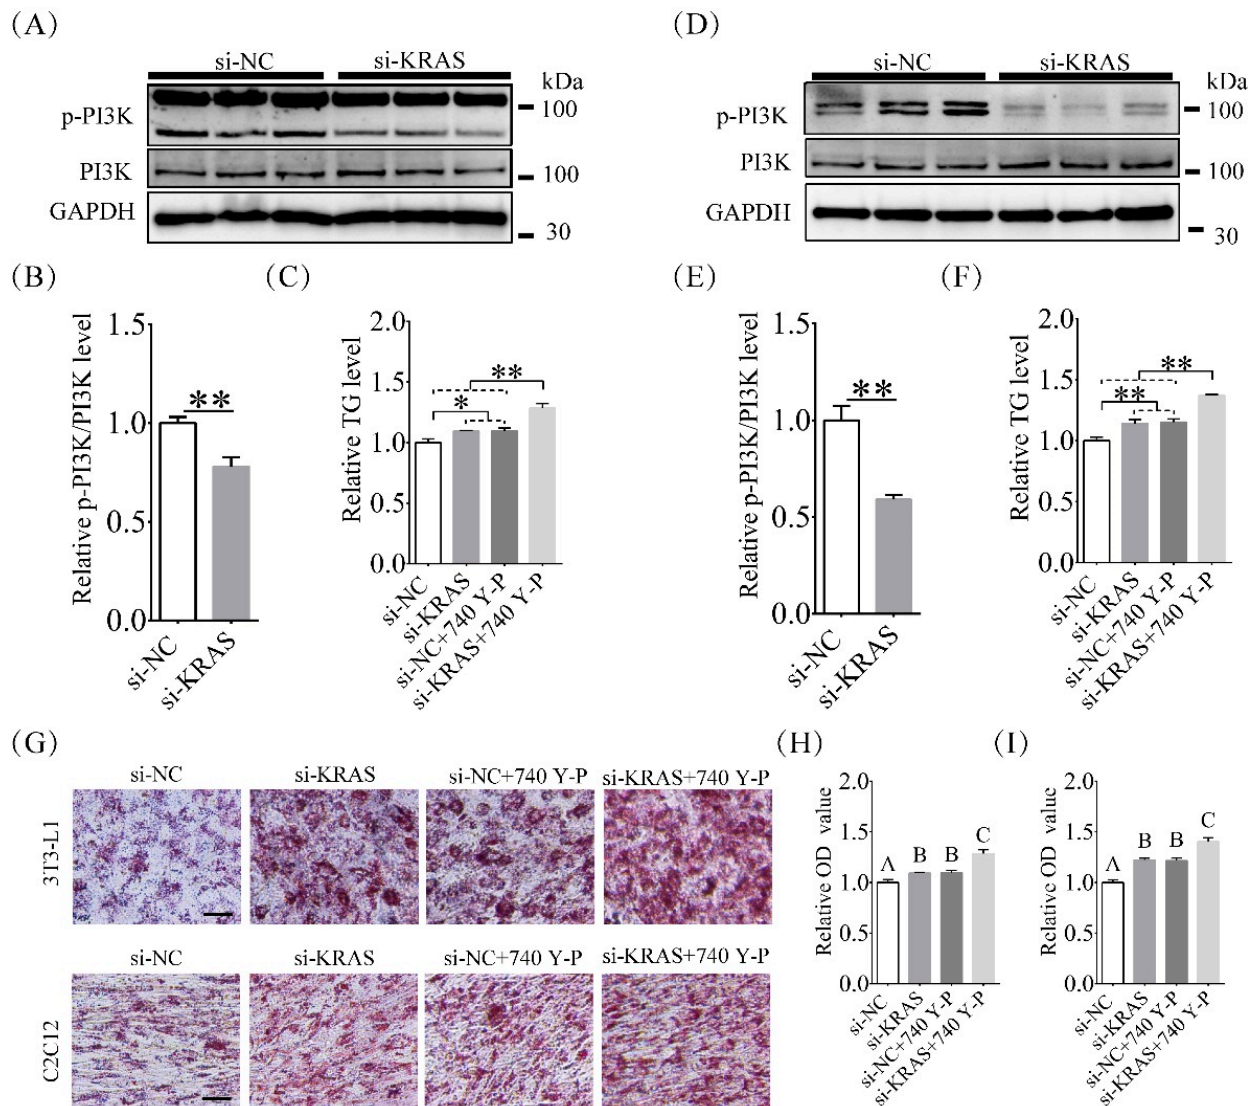 (A)
si-NC si-KRAS
kDa
p-PI3K
100
PI3K
100
GAPDH
30
(D)
si-NC si-KRAS
kDa
p-PI3K
100
PI3K
100
GAPDH
30
(B)
Relative p-PI3K/PI3K level
1.5
1.0
0.5
0.0
**
si-NC
si-KRAS
(C)
Relative TG level
2.0
1.5
1.0
0.5
0.0
**
*
si-NC
si-KRAS
si-NC+740 Y-P
si-KRAS+740 Y-P
(E)
Relative p-PI3K/PI3K level
1.5
1.0
0.5
0.0
**
si-NC
si-KRAS
(F)
Relative TG level
2.0
1.5
1.0
0.5
0.0
**
**
si-NC
si-KRAS
si-NC+740 Y-P
si-KRAS+740 Y-P
(G)
si-NC si-KRAS si-NC+740 Y-P si-KRAS+740 Y-P
3T3-L1
si-NC si-KRAS si-NC+740 Y-P si-KRAS+740 Y-P
C2C12
(H)
Relative OD value
2.0
1.5
1.0
0.5
0.0
A B B C
si-NC
si-KRAS
si-NC+740 Y-P
si-KRAS+740 Y-P
(I)
Relative OD value
2.0
1.5
1.0
0.5
0.0
A B B C
si-NC
si-KRAS
si-NC+740 Y-P
si-KRAS+740 Y-P